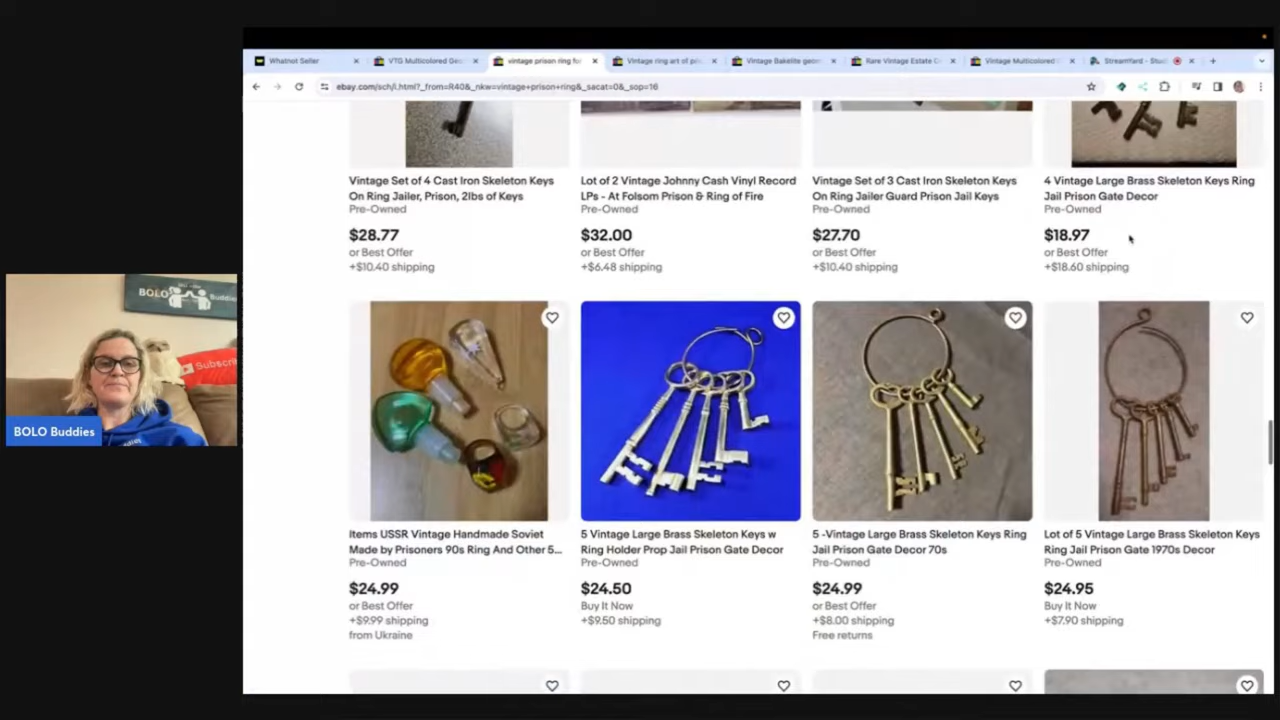 Whatnot Seller
VTG Multicolored Geo
vintage prison ring for
Vintage ring art of pri
Vintage Bakelite geom
Rare Vintage Estate C
Vintage Multicolored
StreamYard - Stud
ebay.com/sch/i.html?_from=R40&_nkw=vintage+prison+ring&_sacat=0&_sop=16
Vintage Set of 4 Cast Iron Skeleton Keys
On Ring Jailer, Prison, 2lbs of Keys
Pre-Owned
$28.77
or Best Offer
+$10.40 shipping
Lot of 2 Vintage Johnny Cash Vinyl Record
LPs - At Folsom Prison & Ring of Fire
Pre-Owned
$32.00
or Best Offer
+$6.48 shipping
Vintage Set of 3 Cast Iron Skeleton Keys
On Ring Jailer Guard Prison Jail Keys
Pre-Owned
$27.70
or Best Offer
+$10.40 shipping
4 Vintage Large Brass Skeleton Keys Ring
Jail Prison Gate Decor
Pre-Owned
$18.97
or Best Offer
+$18.60 shipping
BOLO
Buddies
Subscri
BOLO Buddies
Items USSR Vintage Handmade Soviet
Made by Prisoners 90s Ring And Other 5...
Pre-Owned
$24.99
or Best Offer
+$9.99 shipping
from Ukraine
5 Vintage Large Brass Skeleton Keys w
Ring Holder Prop Jail Prison Gate Decor
Pre-Owned
$24.50
Buy It Now
+$9.50 shipping
5 -Vintage Large Brass Skeleton Keys Ring
Jail Prison Gate Decor 70s
Pre-Owned
$24.99
or Best Offer
+$8.00 shipping
Free returns
Lot of 5 Vintage Large Brass Skeleton Keys
Ring Jail Prison Gate 1970s Decor
Pre-Owned
$24.95
Buy It Now
+$7.90 shipping